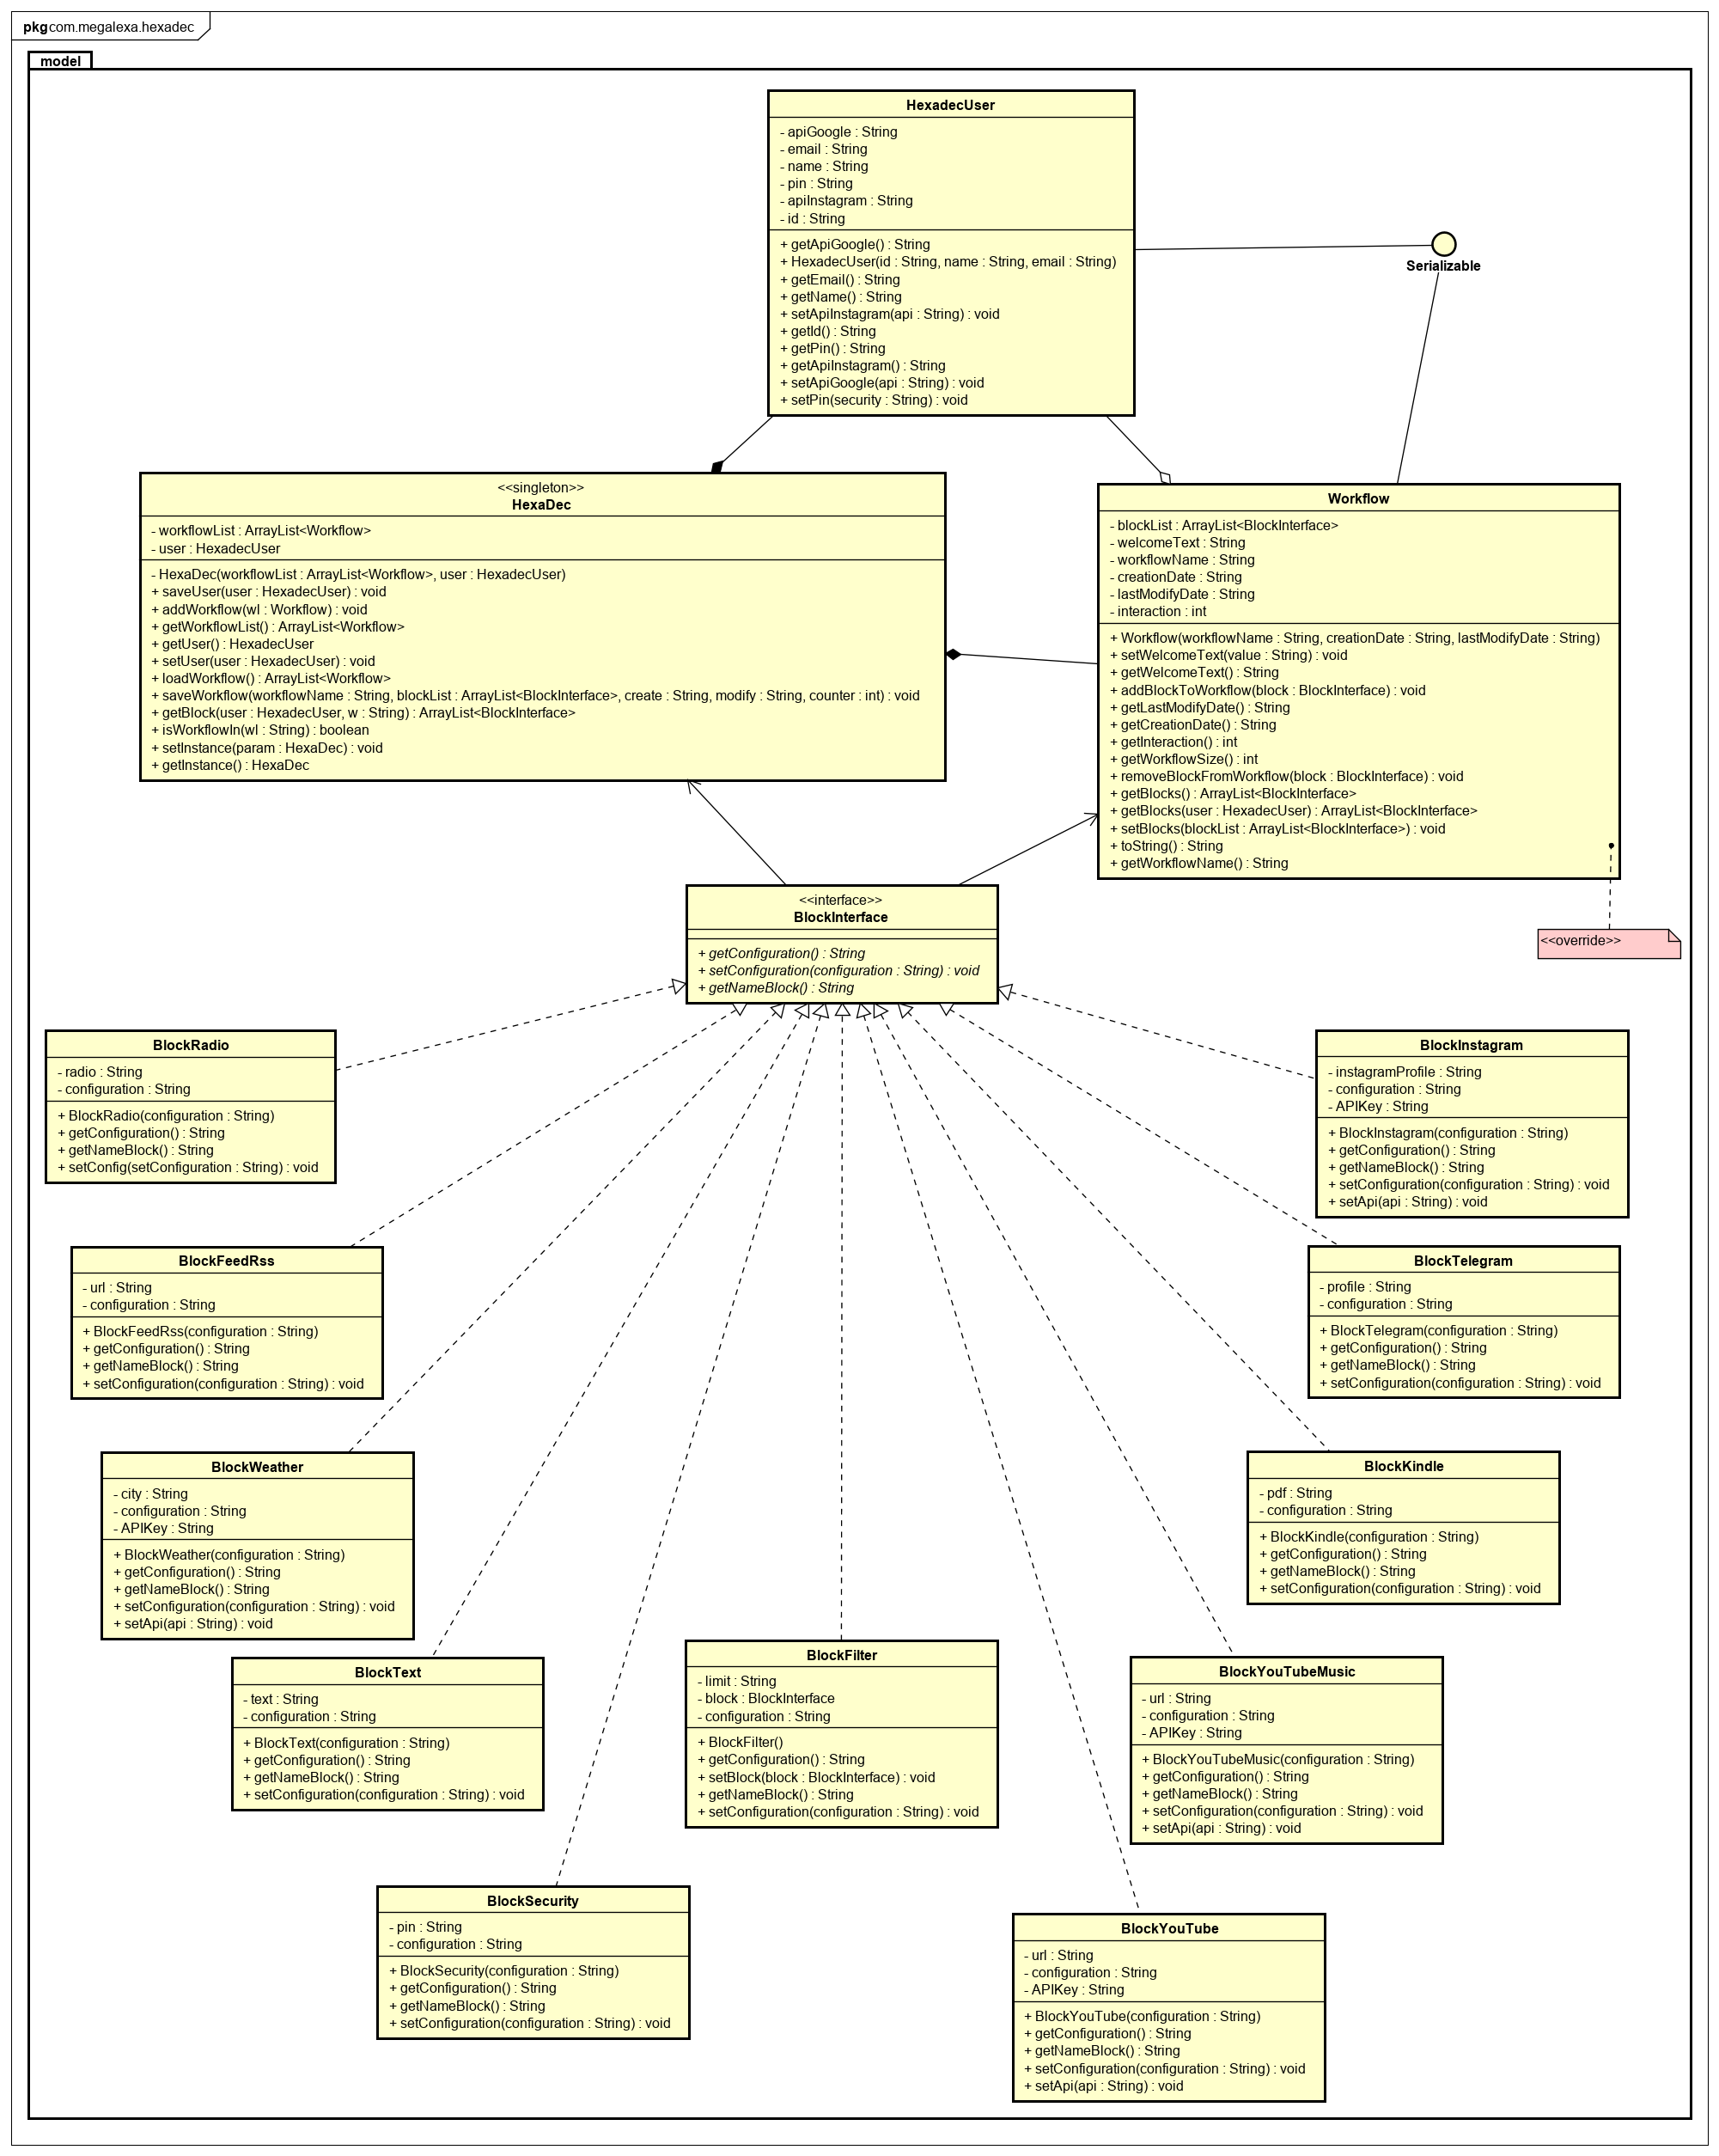 pkg com.megalexa.hexadec
model
HexadecUser
- apiGoogle : String
- email : String
- name : String
- pin : String
- apiInstagram : String
- id : String
+ getApiGoogle() : String
+ HexadecUser(id : String, name : String, email : String)
+ getEmail() : String
+ getName() : String
+ setApiInstagram(api : String) : void
+ getId() : String
+ getPin() : String
+ getApiInstagram() : String
+ setApiGoogle(api : String) : void
+ setPin(security : String) : void
Serializable
<<singleton>>
HexaDec
- workflowList : ArrayList<Workflow>
- user : HexadecUser
- HexaDec(workflowList : ArrayList<Workflow>, user : HexadecUser)
+ saveUser(user : HexadecUser) : void
+ addWorkflow(wl : Workflow) : void
+ getWorkflowList() : ArrayList<Workflow>
+ getUser() : HexadecUser
+ setUser(user : HexadecUser) : void
+ loadWorkflow() : ArrayList<Workflow>
+ saveWorkflow(workflowName : String, blockList : ArrayList<BlockInterface>, create : String, modify : String, counter : int) : void
+ getBlock(user : HexadecUser, w : String) : ArrayList<BlockInterface>
+ isWorkflowIn(wl : String) : boolean
+ setInstance(param : HexaDec) : void
+ getInstance() : HexaDec
Workflow
- blockList : ArrayList<BlockInterface>
- welcomeText : String
- workflowName : String
- creationDate : String
- lastModifyDate : String
- interaction : int
+ Workflow(workflowName : String, creationDate : String, lastModifyDate : String)
+ setWelcomeText(value : String) : void
+ getWelcomeText() : String
+ addBlockToWorkflow(block : BlockInterface) : void
+ getLastModifyDate() : String
+ getCreationDate() : String
+ getInteraction() : int
+ getWorkflowSize() : int
+ removeBlockFromWorkflow(block : BlockInterface) : void
+ getBlocks() : ArrayList<BlockInterface>
+ getBlocks(user : HexadecUser) : ArrayList<BlockInterface>
+ setBlocks(blockList : ArrayList<BlockInterface>) : void
+ toString() : String
+ getWorkflowName() : String
<<override>>
<<interface>>
BlockInterface
+ getConfiguration() : String
+ setConfiguration(configuration : String) : void
+ getNameBlock() : String
BlockRadio
- radio : String
- configuration : String
+ BlockRadio(configuration : String)
+ getConfiguration() : String
+ getNameBlock() : String
+ setConfig(setConfiguration : String) : void
BlockInstagram
- instagramProfile : String
- configuration : String
- APIKey : String
+ BlockInstagram(configuration : String)
+ getConfiguration() : String
+ getNameBlock() : String
+ setConfiguration(configuration : String) : void
+ setApi(api : String) : void
BlockFeedRss
- url : String
- configuration : String
+ BlockFeedRss(configuration : String)
+ getConfiguration() : String
+ getNameBlock() : String
+ setConfiguration(configuration : String) : void
BlockTelegram
- profile : String
- configuration : String
+ BlockTelegram(configuration : String)
+ getConfiguration() : String
+ getNameBlock() : String
+ setConfiguration(configuration : String) : void
BlockWeather
- city : String
- configuration : String
- APIKey : String
+ BlockWeather(configuration : String)
+ getConfiguration() : String
+ getNameBlock() : String
+ setConfiguration(configuration : String) : void
+ setApi(api : String) : void
BlockKindle
- pdf : String
- configuration : String
+ BlockKindle(configuration : String)
+ getConfiguration() : String
+ getNameBlock() : String
+ setConfiguration(configuration : String) : void
BlockText
- text : String
- configuration : String
+ BlockText(configuration : String)
+ getConfiguration() : String
+ getNameBlock() : String
+ setConfiguration(configuration : String) : void
BlockFilter
- limit : String
- block : BlockInterface
- configuration : String
+ BlockFilter()
+ getConfiguration() : String
+ setBlock(block : BlockInterface) : void
+ getNameBlock() : String
+ setConfiguration(configuration : String) : void
BlockYouTubeMusic
- url : String
- configuration : String
- APIKey : String
+ BlockYouTubeMusic(configuration : String)
+ getConfiguration() : String
+ getNameBlock() : String
+ setConfiguration(configuration : String) : void
+ setApi(api : String) : void
BlockSecurity
- pin : String
- configuration : String
+ BlockSecurity(configuration : String)
+ getConfiguration() : String
+ getNameBlock() : String
+ setConfiguration(configuration : String) : void
BlockYouTube
- url : String
- configuration : String
- APIKey : String
+ BlockYouTube(configuration : String)
+ getConfiguration() : String
+ getNameBlock() : String
+ setConfiguration(configuration : String) : void
+ setApi(api : String) : void